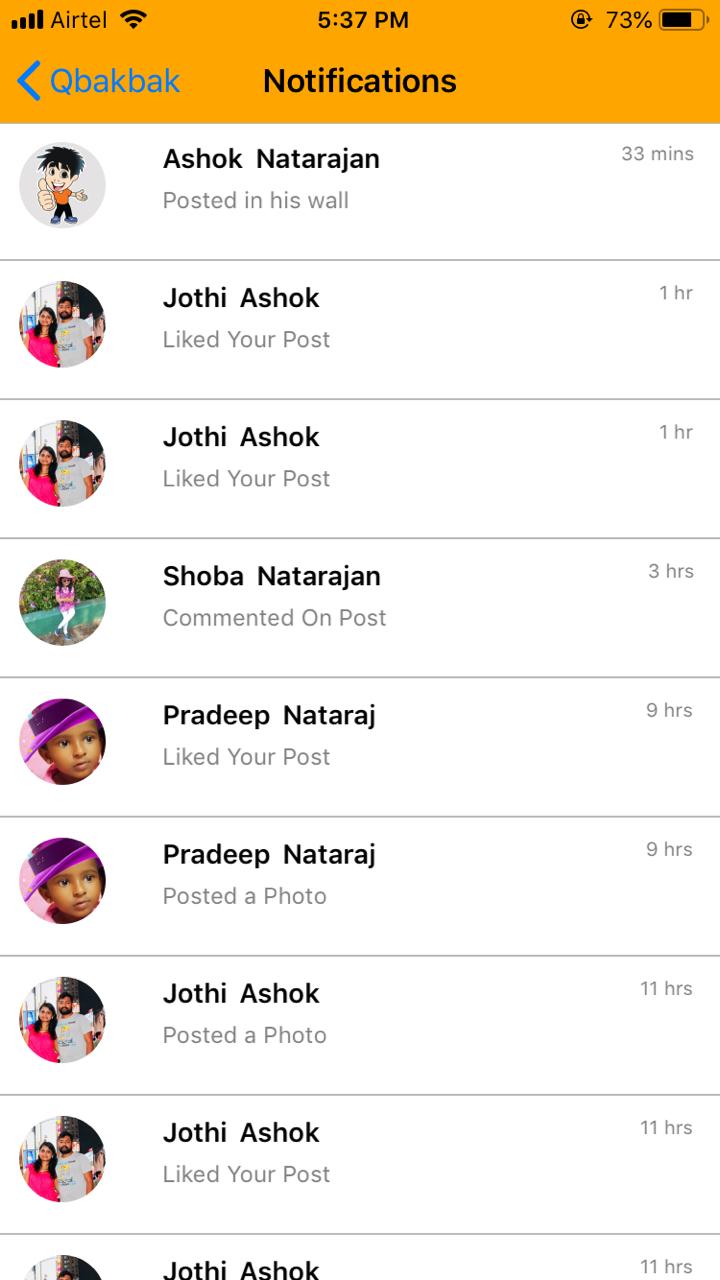 Airtel 5:37 PM 73%
Qbakbak Notifications
Ashok Natarajan 33 mins
Posted in his wall
Jothi Ashok 1 hr
Liked Your Post
Jothi Ashok 1 hr
Liked Your Post
Shoba Natarajan 3 hrs
Commented On Post
Pradeep Nataraj 9 hrs
Liked Your Post
Pradeep Nataraj 9 hrs
Posted a Photo
Jothi Ashok 11 hrs
Posted a Photo
Jothi Ashok 11 hrs
Liked Your Post
Jothi Ashok 11 hrs